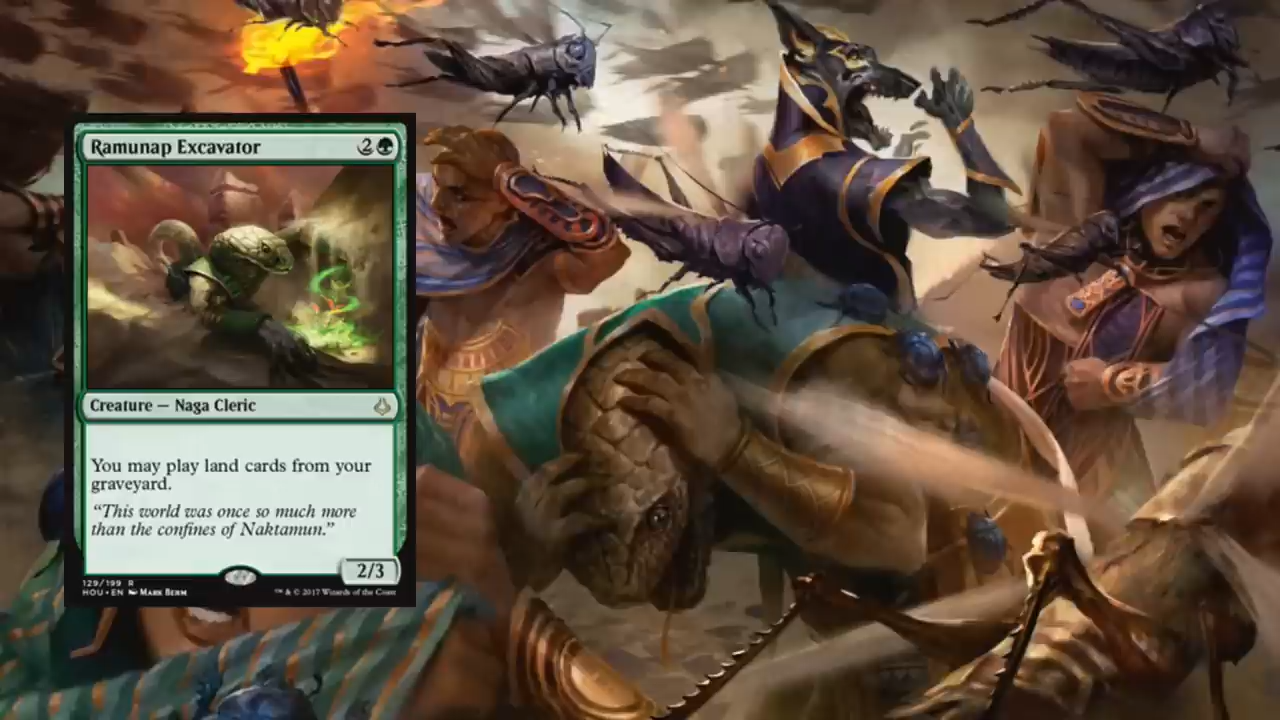 Ramunap Excavator 2
Creature — Naga Cleric
You may play land cards from your
graveyard.
“This world was once so much more
than the confines of Naktamun.”
2/3
129/199 R
HOU • EN Mark Behm ™ & © 2017 Wizards of the Coast